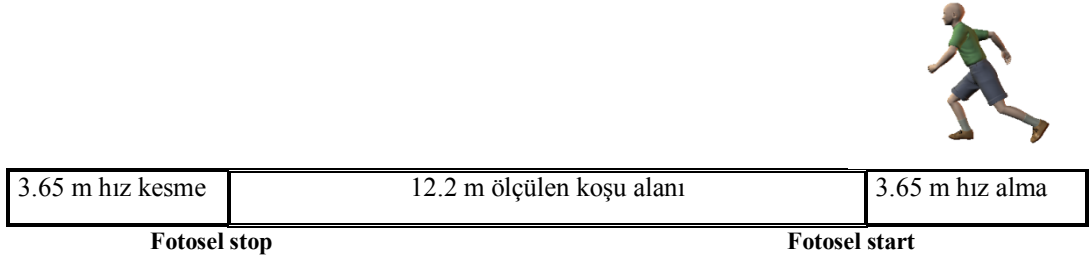 3.65 m hız kesme 12.2 m ölçülen koşu alanı 3.65 m hız alma
Fotosel stop Fotosel start